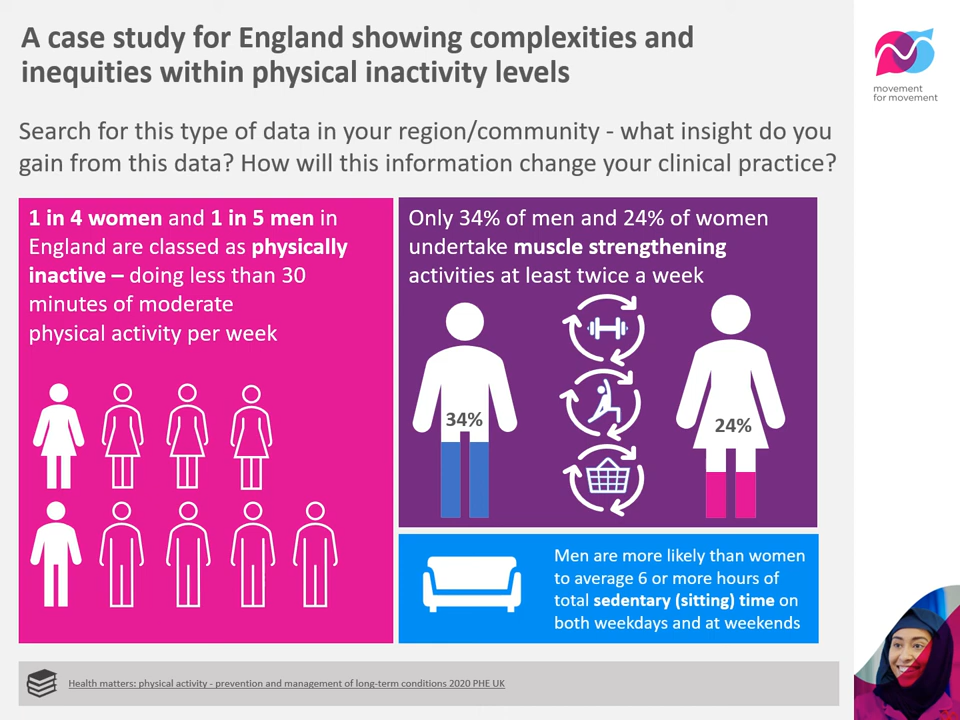 A case study for England showing complexities and
inequities within physical inactivity levels
movement
for movement
Search for this type of data in your region/community - what insight do you
gain from this data? How will this information change your clinical practice?
1 in 4 women and 1 in 5 men in
England are classed as physically
inactive – doing less than 30
minutes of moderate
physical activity per week
Only 34% of men and 24% of women
undertake muscle strengthening
activities at least twice a week
34%
24%
Men are more likely than women
to average 6 or more hours of
total sedentary (sitting) time on
both weekdays and at weekends
Health matters: physical activity - prevention and management of long-term conditions 2020 PHE UK